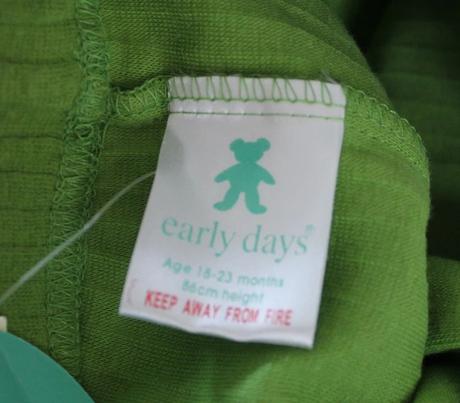 early days®
Age 18-23 months
86cm height
KEEP AWAY FROM FIRE